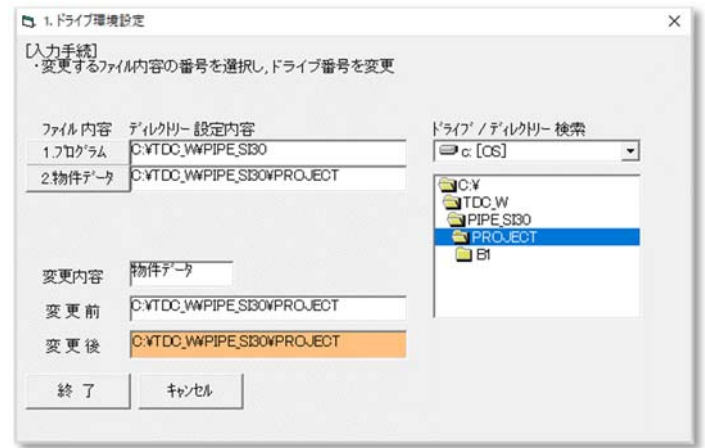 1. ドライブ環境設定
[入力手続]
・変更するﾌｧｲﾙ内容の番号を選択し,ドライブ番号を変更
ﾌｧｲﾙ 内容 ﾃﾞｨﾚｸﾄﾘｰ 設定内容
ﾄﾞﾗｲﾌﾞ / ﾃﾞｨﾚｸﾄﾘｰ 検索
1.ﾌﾟﾛｸﾞﾗﾑ C:¥TDC_W¥PIPE_SI30
c: [OS]
2.物件ﾃﾞｰﾀ C:¥TDC_W¥PIPE_SI30¥PROJECT
C:¥
TDC_W
PIPE_SI30
PROJECT
B1
変更内容 物件ﾃﾞｰﾀ
変 更 前 C:¥TDC_W¥PIPE_SI30¥PROJECT
変 更 後 C:¥TDC_W¥PIPE_SI30¥PROJECT
終 了 ｷｬﾝｾﾙ